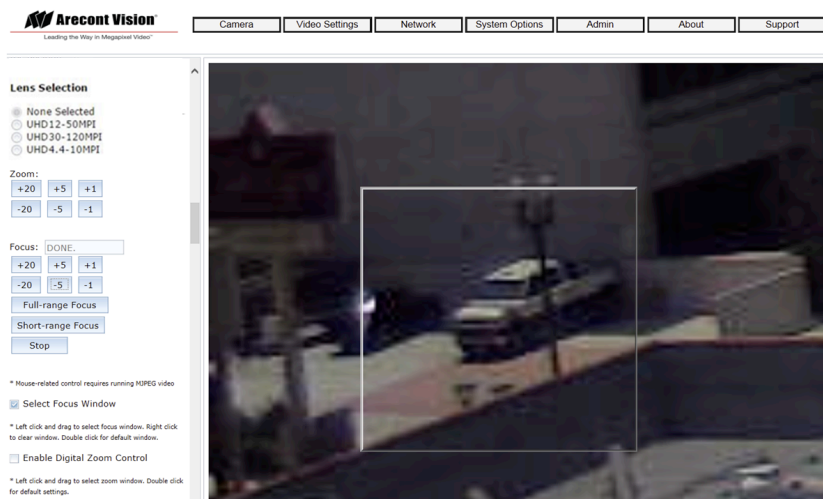 Arecont Vision®
Leading the Way in Megapixel Video™
Camera
Video Settings
Network
System Options
Admin
About
Support
Lens Selection
None Selected
UHD12-50MPI
UHD30-120MPI
UHD4.4-10MPI
Zoom:
+20 +5 +1
-20 -5 -1
Focus: DONE.
+20 +5 +1
-20 -5 -1
Full-range Focus
Short-range Focus
Stop
* Mouse-related control requires running MJPEG video
Select Focus Window
* Left click and drag to select focus window. Right click
to clear window. Double click for default window.
Enable Digital Zoom Control
* Left click and drag to select zoom window. Double click
for default settings.